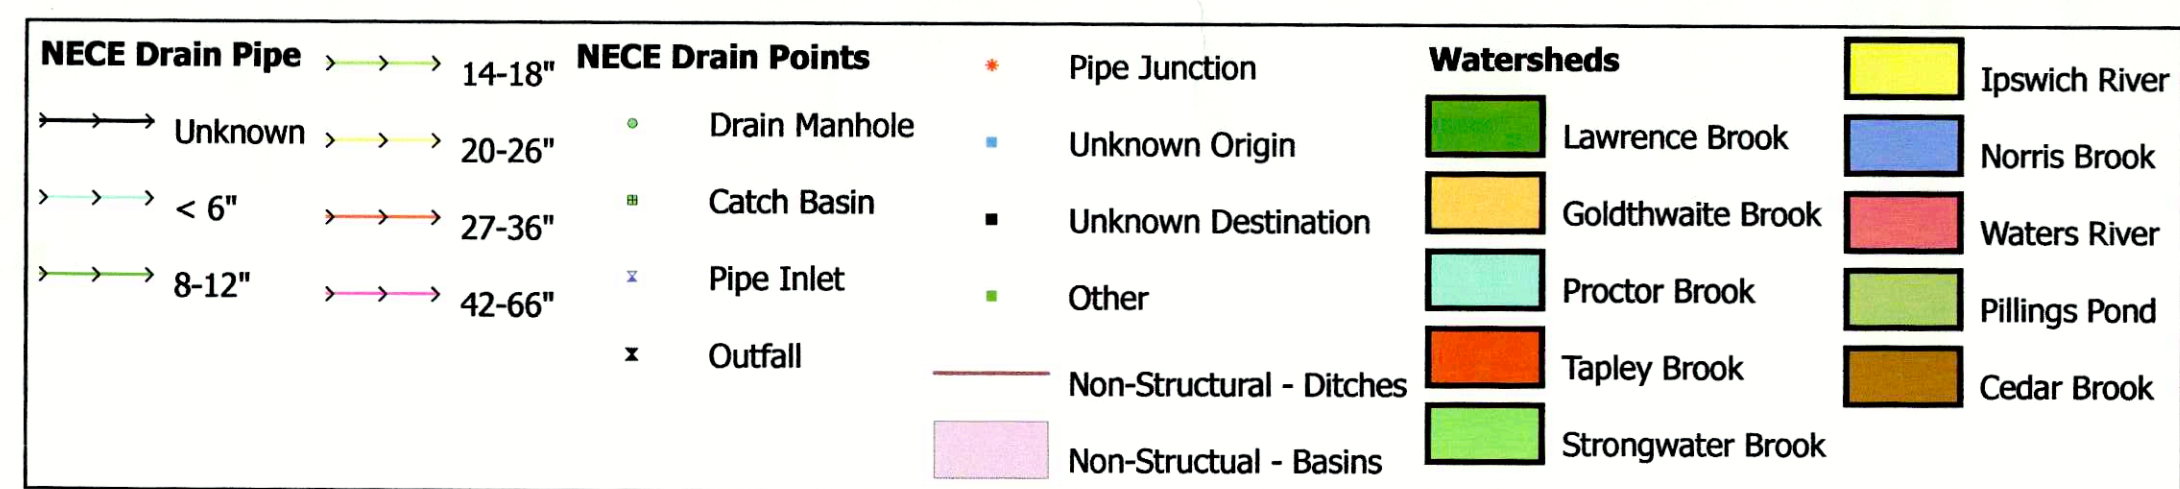 NECE Drain Pipe
Unknown
< 6"
8-12"
14-18"
20-26"
27-36"
42-66"
NECE Drain Points
Drain Manhole
Catch Basin
Pipe Inlet
Outfall
Pipe Junction
Unknown Origin
Unknown Destination
Other
Non-Structural - Ditches
Non-Structual - Basins
Watersheds
Lawrence Brook
Goldthwaite Brook
Proctor Brook
Tapley Brook
Strongwater Brook
Ipswich River
Norris Brook
Waters River
Pillings Pond
Cedar Brook